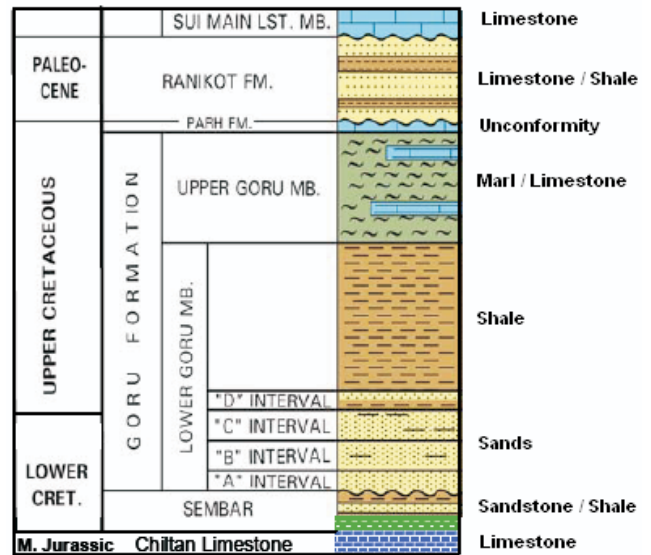 SUI MAIN LST. MB.
Limestone
PALEO-
CENE
RANIKOT FM.
Limestone / Shale
PARH FM.
Unconformity
UPPER CRETACEOUS
GORU FORMATION
UPPER GORU MB.
Marl / Limestone
LOWER GORU MB.
Shale
"D" INTERVAL
"C" INTERVAL
Sands
"B" INTERVAL
LOWER
CRET.
"A" INTERVAL
SEMBAR
Sandstone / Shale
M. Jurassic Chiltan Limestone
Limestone